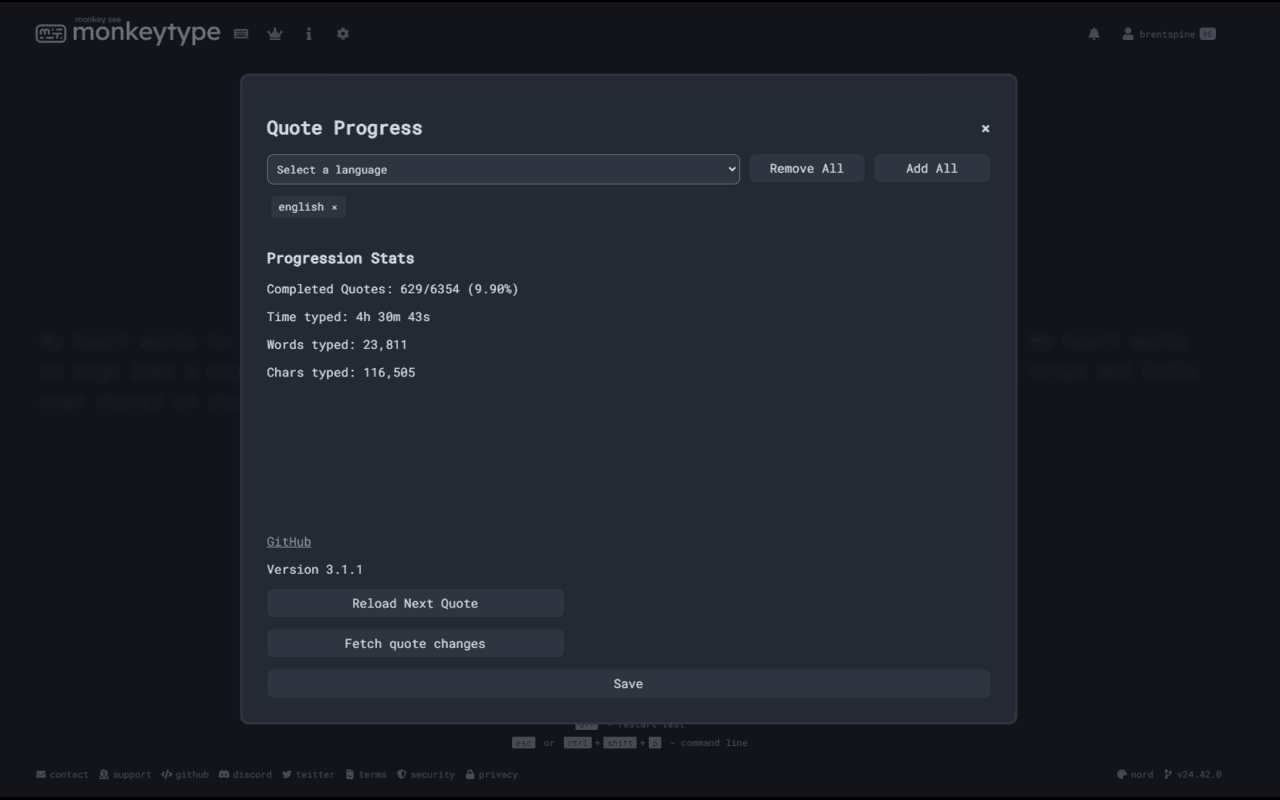 monkey see
monkeytype
brentspine 85
Quote Progress
×
Select a language
Remove All
Add All
english ×
Progression Stats
Completed Quotes: 629/6354 (9.90%)
Time typed: 4h 30m 43s
Words typed: 23,811
Chars typed: 116,505
GitHub
Version 3.1.1
Reload Next Quote
Fetch quote changes
Save
- restart test
esc or ctrl + shift + p - command line
contact support github discord twitter terms security privacy
nord v24.42.0